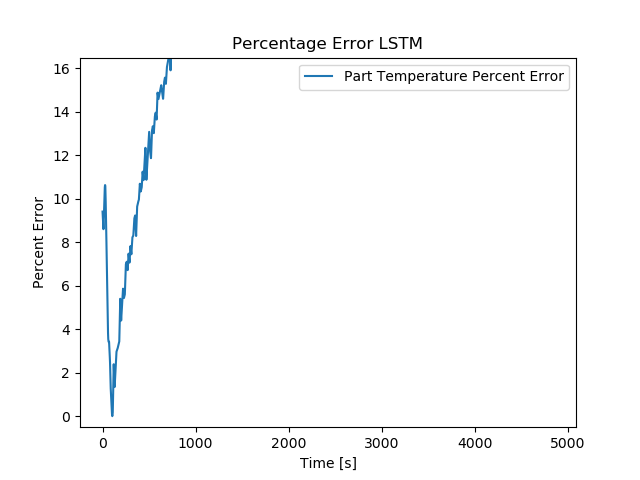 Percentage Error LSTM
Part Temperature Percent Error
Percent Error
16
14
12
10
8
6
4
2
0
0 1000 2000 3000 4000 5000
Time [s]